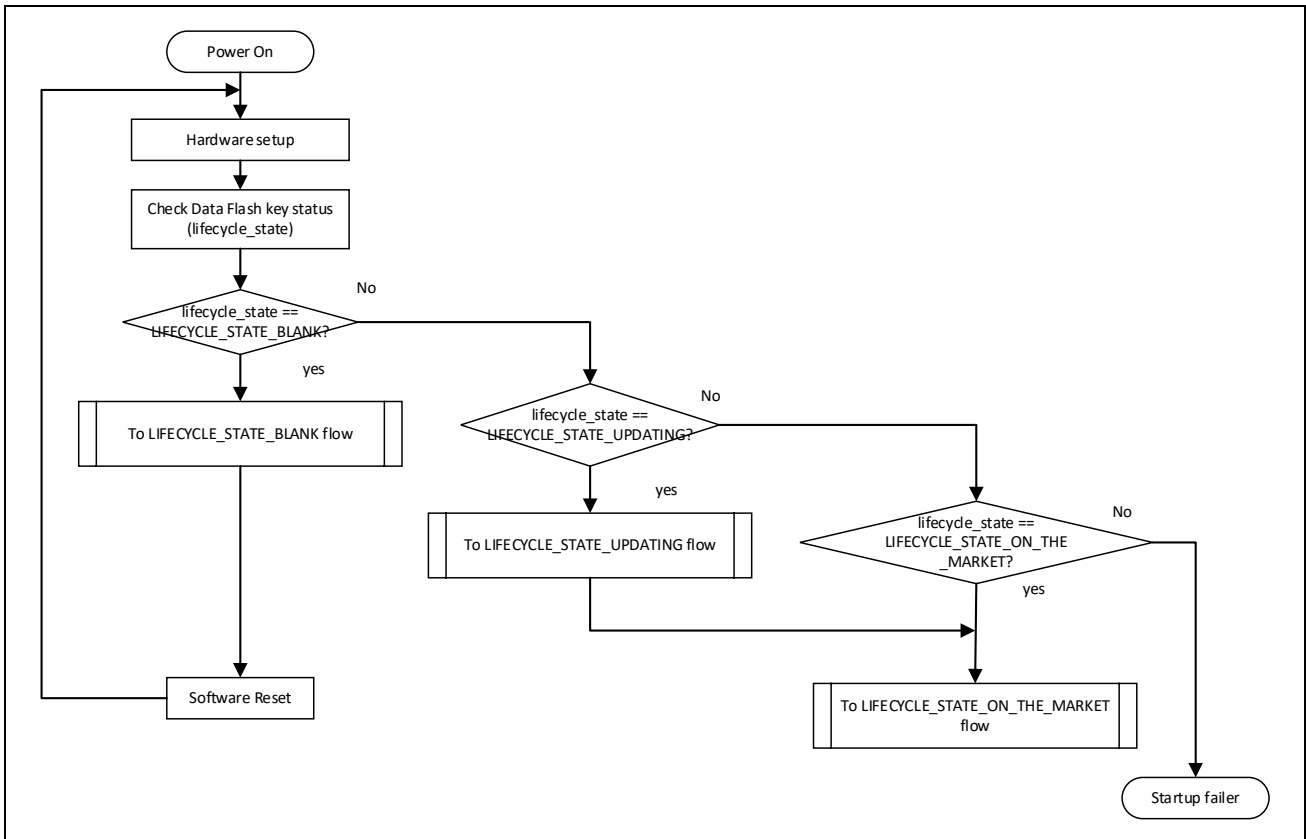 Power On
Hardware setup
Check Data Flash key status
(lifecycle_state)
No
lifecycle_state ==
LIFECYCLE_STATE_BLANK?
yes
To LIFECYCLE_STATE_BLANK flow
No
lifecycle_state ==
LIFECYCLE_STATE_UPDATING?
yes
To LIFECYCLE_STATE_UPDATING flow
No
lifecycle_state ==
LIFECYCLE_STATE_ON_THE
_MARKET?
yes
Software Reset
To LIFECYCLE_STATE_ON_THE_MARKET
flow
Startup failer